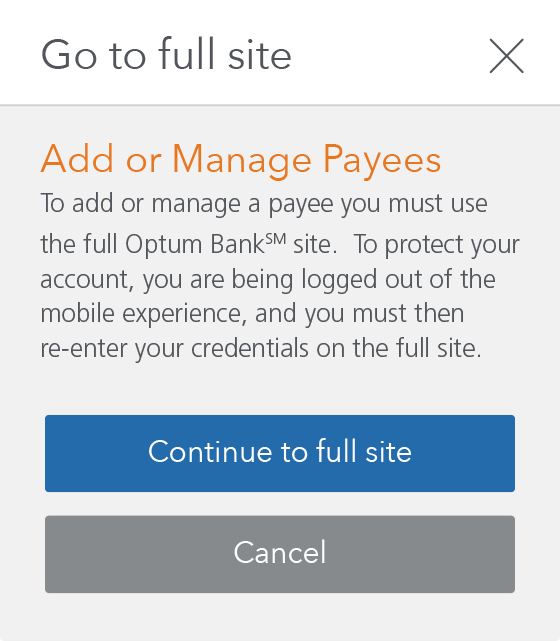 Go to full site
Add or Manage Payees
To add or manage a payee you must use
the full Optum Bank℠ site.  To protect your
account, you are being logged out of the
mobile experience, and you must then
re-enter your credentials on the full site.
Continue to full site
Cancel